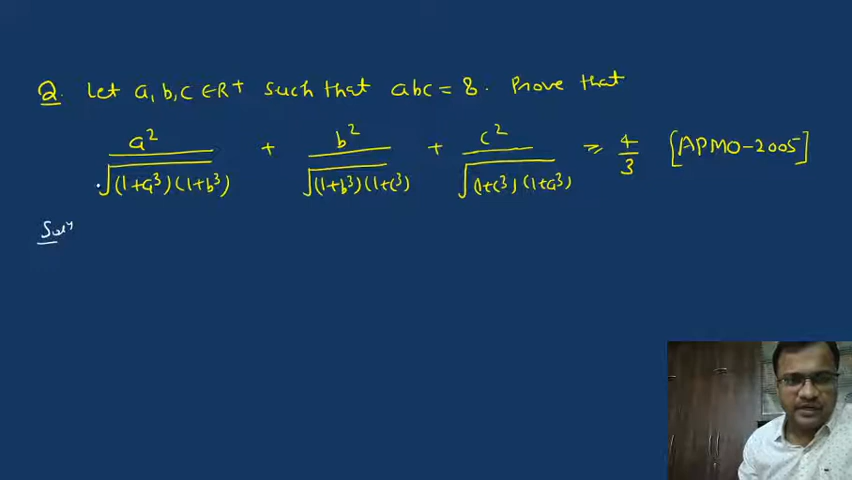 Q. Let a, b, c ∈ R+ such that abc = 8. Prove that
a²/√((1+a³)(1+b³)) + b²/√((1+b³)(1+c³)) + c²/√((1+c³)(1+a³)) ≥ 4/3 [APMO-2005]
Solⁿ